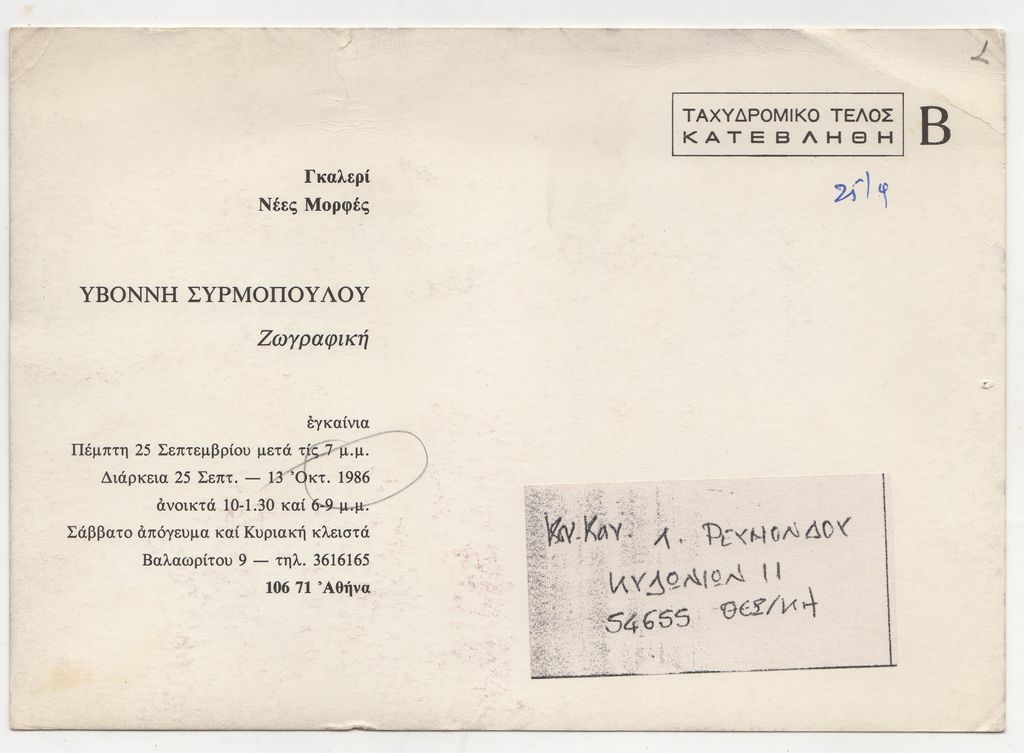 ΤΑΧΥΔΡΟΜΙΚΟ ΤΕΛΟΣ
ΚΑΤΕΒΛΗΘΗ
Β
25/9
Γκαλερί
Νέες Μορφές
ΥΒΟΝΝΗ ΣΥΡΜΟΠΟΥΛΟΥ
Ζωγραφική
ἐγκαίνια
Πέμπτη 25 Σεπτεμβρίου μετά τίς 7 μ.μ.
Διάρκεια 25 Σεπτ. — 13 Ὀκτ. 1986
ἀνοικτά 10-1.30 καί 6-9 μ.μ.
Σάββατο ἀπόγευμα καί Κυριακή κλειστά
Βαλαωρίτου 9 — τηλ. 3616165
106 71 Ἀθήνα
Κον. Καν. Λ. ΡΕΥΜΟΝΔΟΥ
ΚΥΔΩΝΙΩΝ 11
54655 ΘΕΣ/ΚΗ